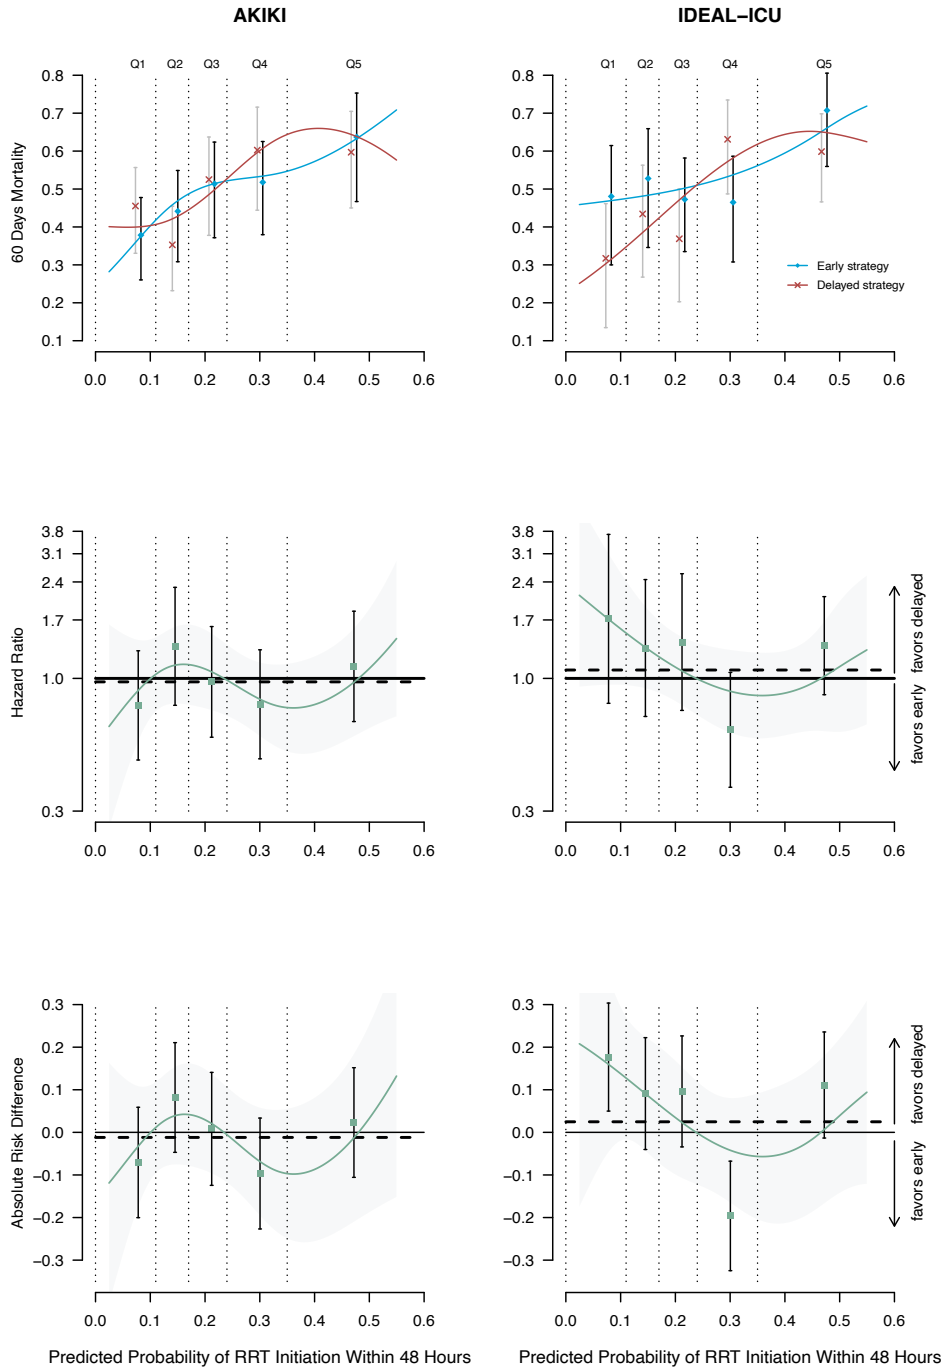 AKIKI
IDEAL−ICU
Q1 Q2 Q3 Q4 Q5
Q1 Q2 Q3 Q4 Q5
60 Days Mortality
0.8
0.7
0.6
0.5
0.4
0.3
0.2
0.1
0.0 0.1 0.2 0.3 0.4 0.5 0.6
0.8
0.7
0.6
0.5
0.4
0.3
0.2
0.1
Early strategy
Delayed strategy
0.0 0.1 0.2 0.3 0.4 0.5 0.6
Hazard Ratio
3.8
3.1
2.4
1.7
1.0
0.3
0.0 0.1 0.2 0.3 0.4 0.5 0.6
3.8
3.1
2.4
1.7
1.0
0.3
favors delayed
favors early
0.0 0.1 0.2 0.3 0.4 0.5 0.6
Absolute Risk Difference
0.3
0.2
0.1
0.0
−0.1
−0.2
−0.3
0.0 0.1 0.2 0.3 0.4 0.5 0.6
Predicted Probability of RRT Initiation Within 48 Hours
0.3
0.2
0.1
0.0
−0.1
−0.2
−0.3
favors delayed
favors early
0.0 0.1 0.2 0.3 0.4 0.5 0.6
Predicted Probability of RRT Initiation Within 48 Hours